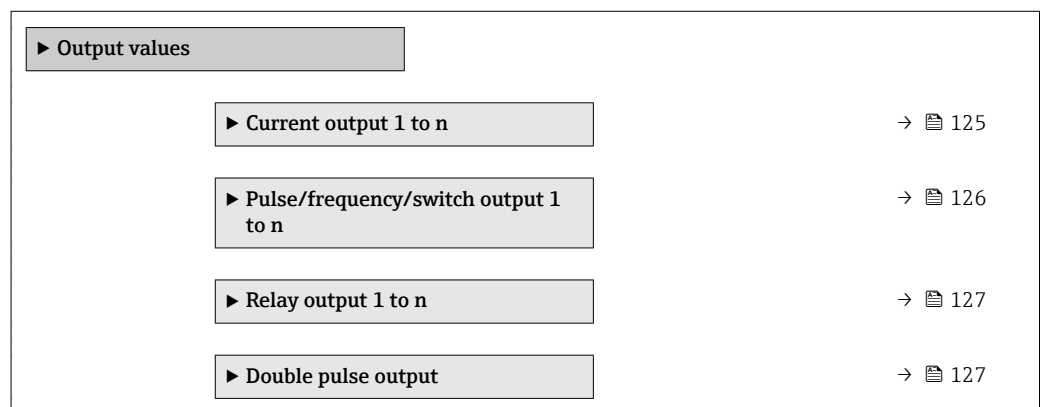 ▶ Output values
▶ Current output 1 to n → 125
▶ Pulse/frequency/switch output 1
to n → 126
▶ Relay output 1 to n → 127
▶ Double pulse output → 127